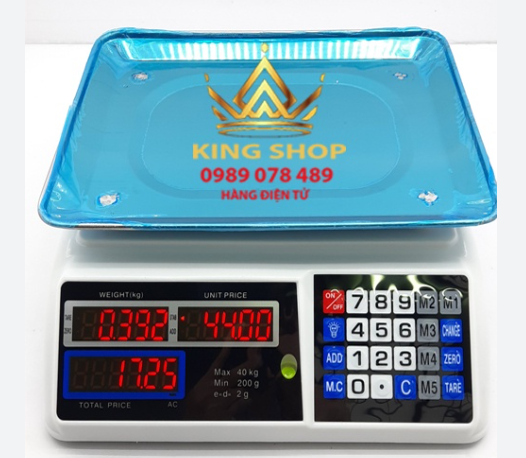 KING SHOP
0989 078 489
HÀNG ĐIỆN TỬ
WEIGHT(kg) UNIT PRICE
0.392 44.00
17.25
TOTAL PRICE AC
Max 40 kg
Min 200 g
e-d- 2 g
ON/OFF 7 8 9 M2 M1
4 5 6 M3 CHANGE
ADD 1 2 3 M4 ZERO
M.C 0 . C M5 TARE